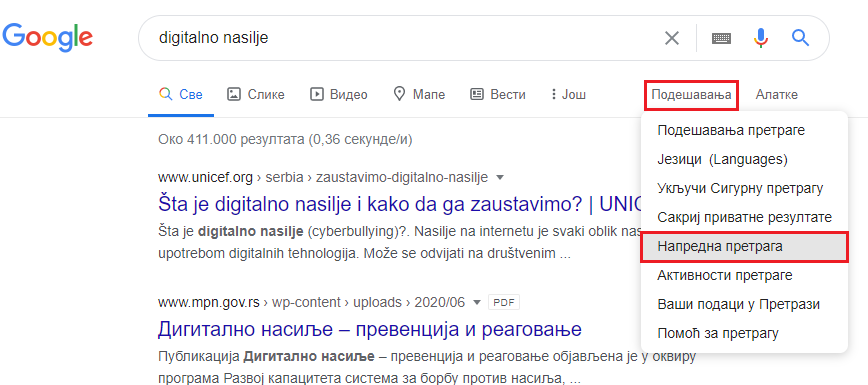 Google
digitalno nasilje
Све Слике Видео Мапе Вести Још Подешавања Алатке
Око 411.000 резултата (0,36 секунде/и)
www.unicef.org › serbia › zaustavimo-digitalno-nasilje
Šta je digitalno nasilje i kako da ga zaustavimo? | UNIC
Šta je digitalno nasilje (cyberbullying)?. Nasilje na internetu je svaki oblik nas
upotrebom digitalnih tehnologija. Može se odvijati na društvenim ...
www.mpn.gov.rs › wp-content › uploads › 2020/06 PDF
Дигитално насиље – превенција и реаговање
Публикација Дигитално насиље – превенција и реаговање објављена је у оквиру
програма Развој капацитета система за борбу против насиља, ...
Подешавања претраге
Језици (Languages)
Укључи Сигурну претрагу
Сакриј приватне резултате
Напредна претрага
Активности претраге
Ваши подаци у Претрази
Помоћ за претрагу